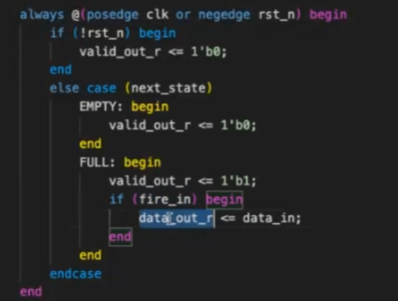 always @(posedge clk or negedge rst_n) begin
    if (!rst_n) begin
        valid_out_r <= 1'b0;
    end
    else case (next_state)
        EMPTY: begin
            valid_out_r <= 1'b0;
        end
        FULL: begin
            valid_out_r <= 1'b1;
            if (fire_in) begin
                data_out_r <= data_in;
            end
        end
    endcase
end